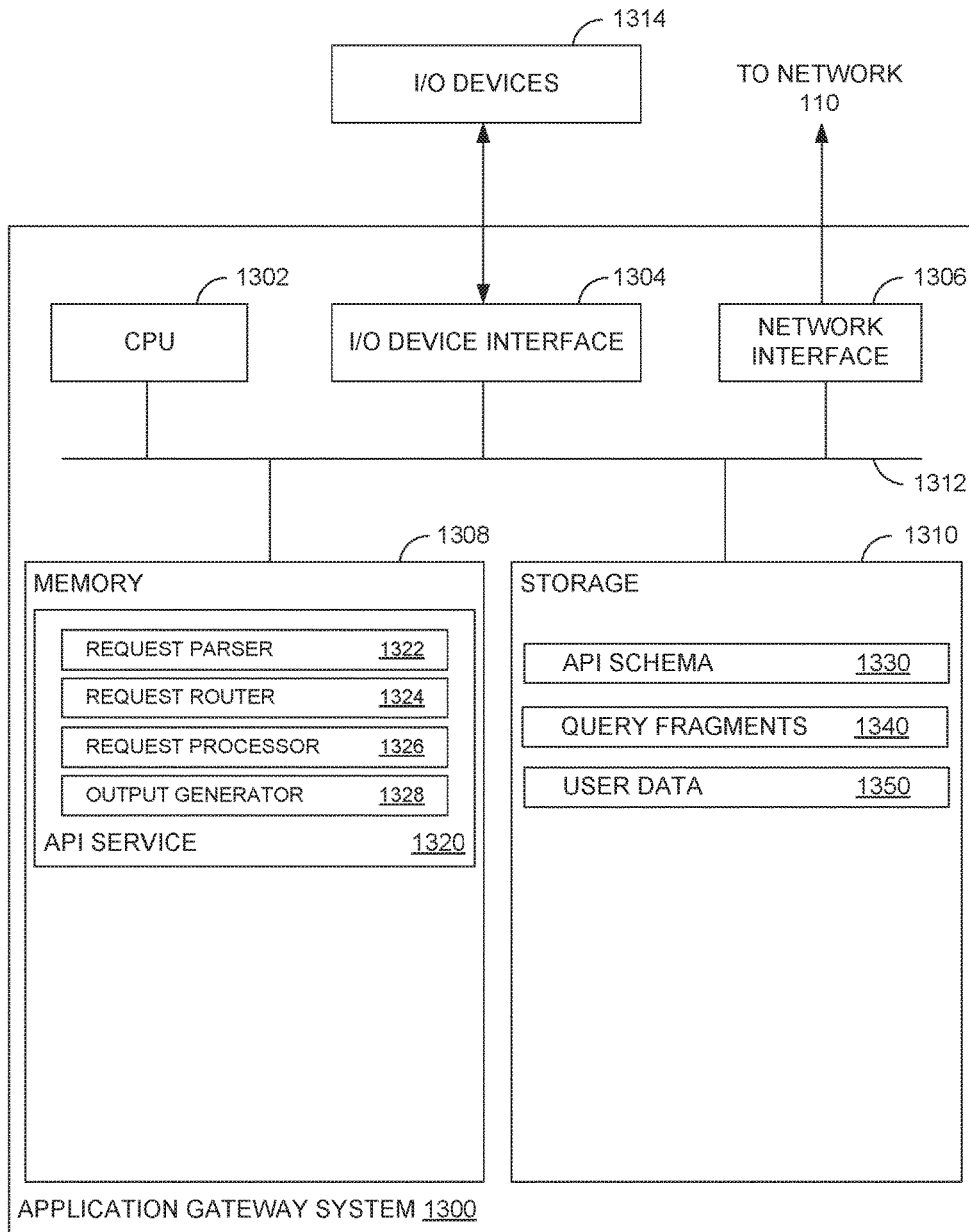 1314
I/O DEVICES
TO NETWORK
110
1302
1304
1306
CPU
I/O DEVICE INTERFACE
NETWORK
INTERFACE
1312
1308
1310
MEMORY
STORAGE
REQUEST PARSER 1322
REQUEST ROUTER 1324
REQUEST PROCESSOR 1326
OUTPUT GENERATOR 1328
API SERVICE 1320
API SCHEMA 1330
QUERY FRAGMENTS 1340
USER DATA 1350
APPLICATION GATEWAY SYSTEM 1300